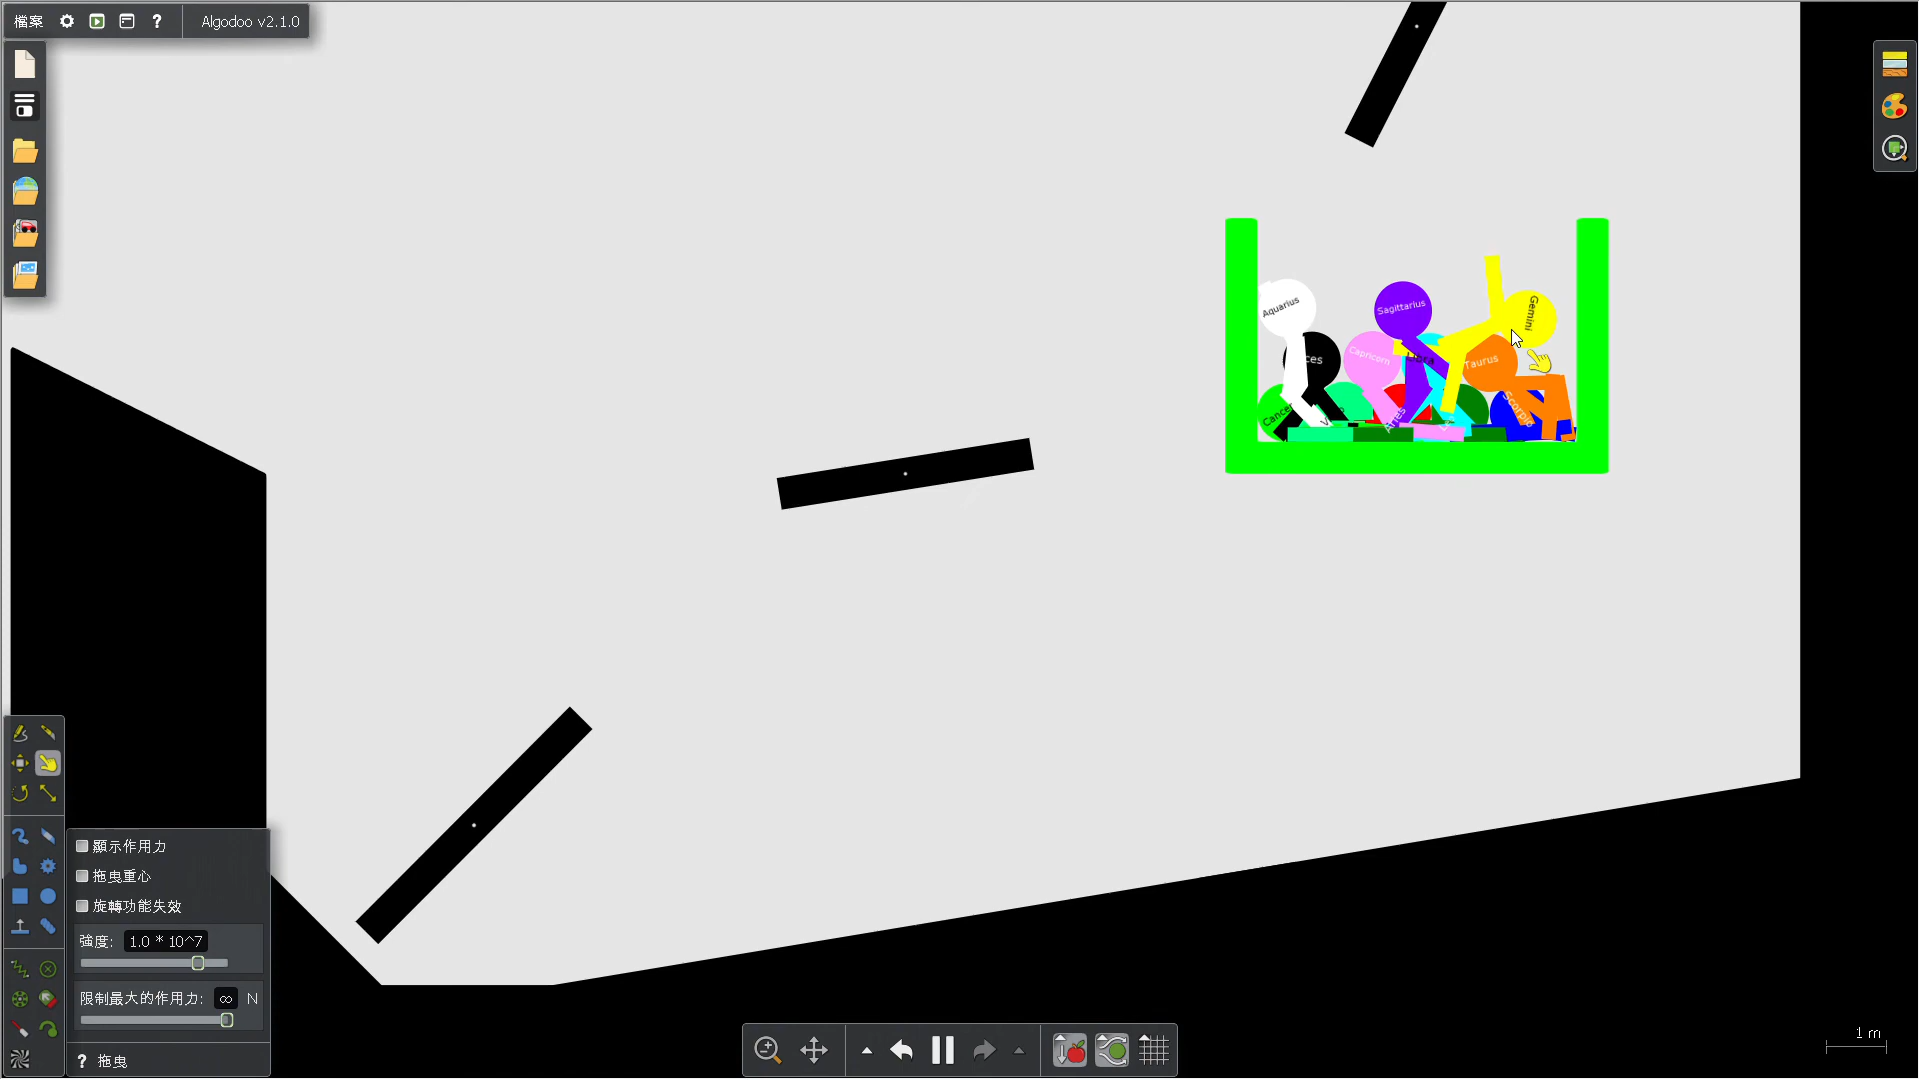 檔案 ? Algodoo v2.1.0
Aquarius
Sagittarius
Gemini
Capricorn
Libra
Taurus
Cancer
Aries
Scorpio
顯示作用力
拖曳重心
旋轉功能失效
強度: 1.0 * 10^7
限制最大的作用力: ∞ N
? 拖曳
1 m